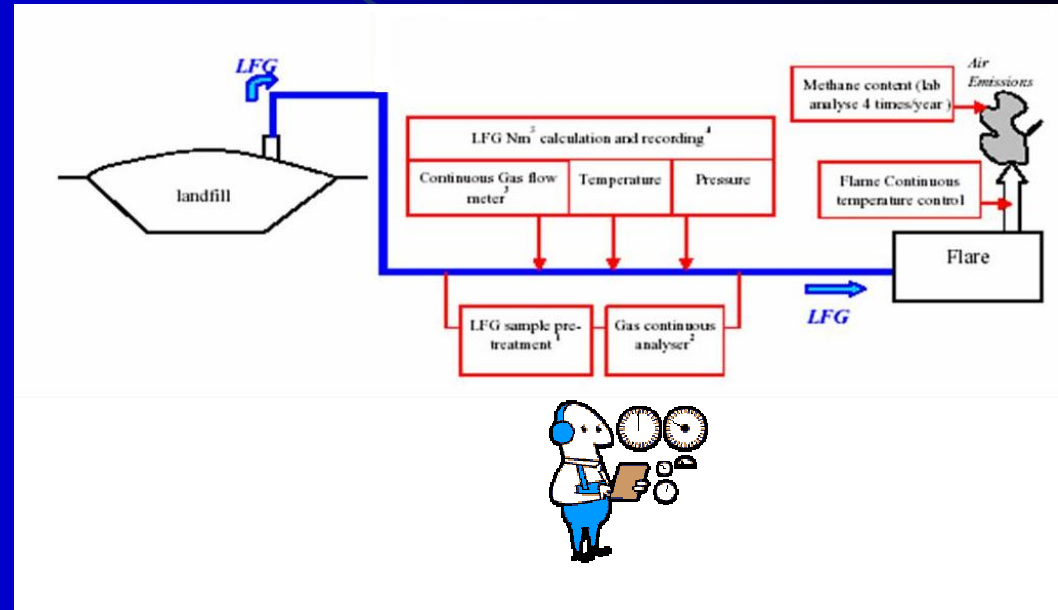 LFG
landfill
LFG Nm³ calculation and recording⁴
Continuous Gas flow
meter³
Temperature
Pressure
LFG sample pre-
treatment¹
Gas continuous
analyser²
Methane content (lab
analyse 4 times/year)
Air
Emissions
Flame Continuous
temperature control
Flare
LFG